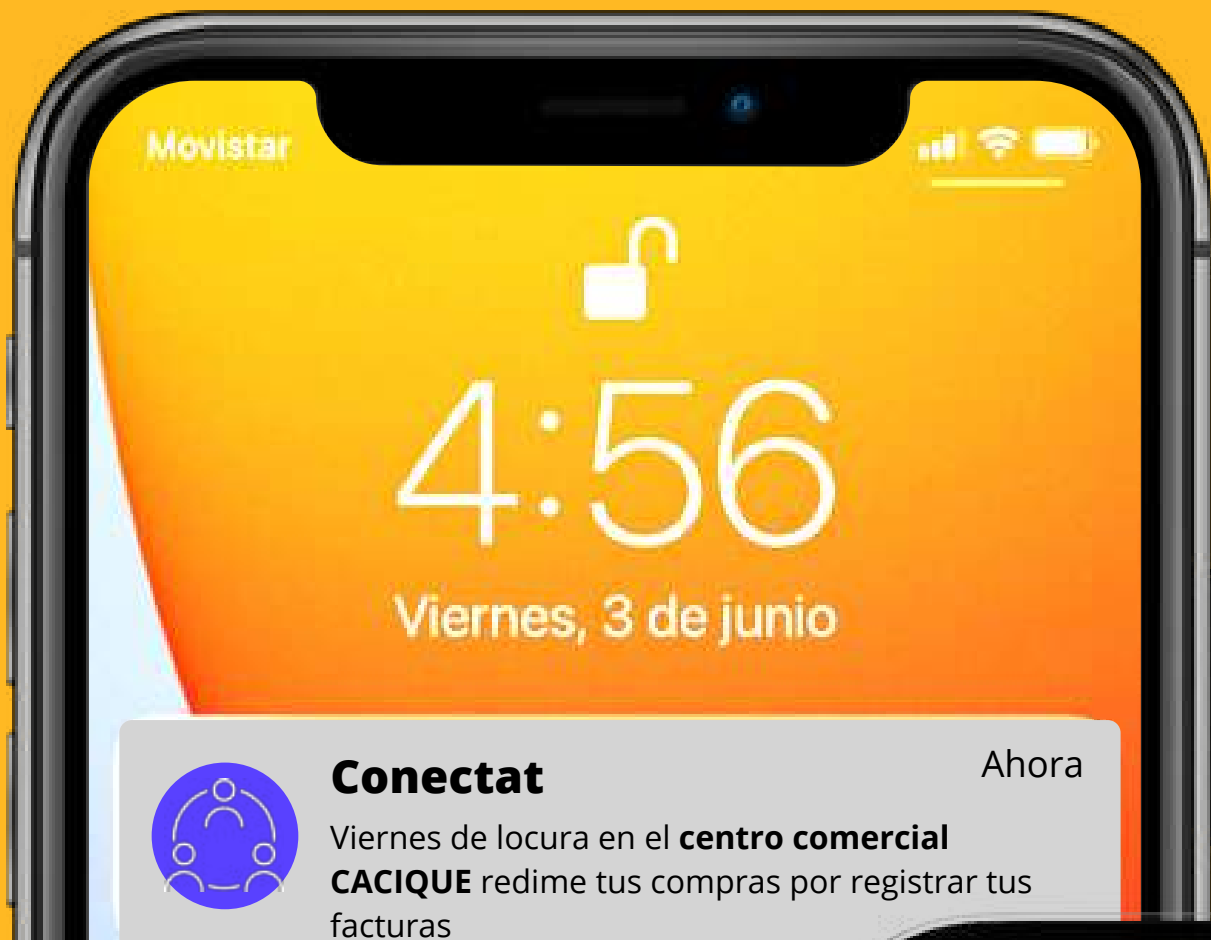 Movistar
4:56
Viernes, 3 de junio
Conectat
Ahora
Viernes de locura en el centro comercial
CACIQUE redime tus compras por registrar tus
facturas